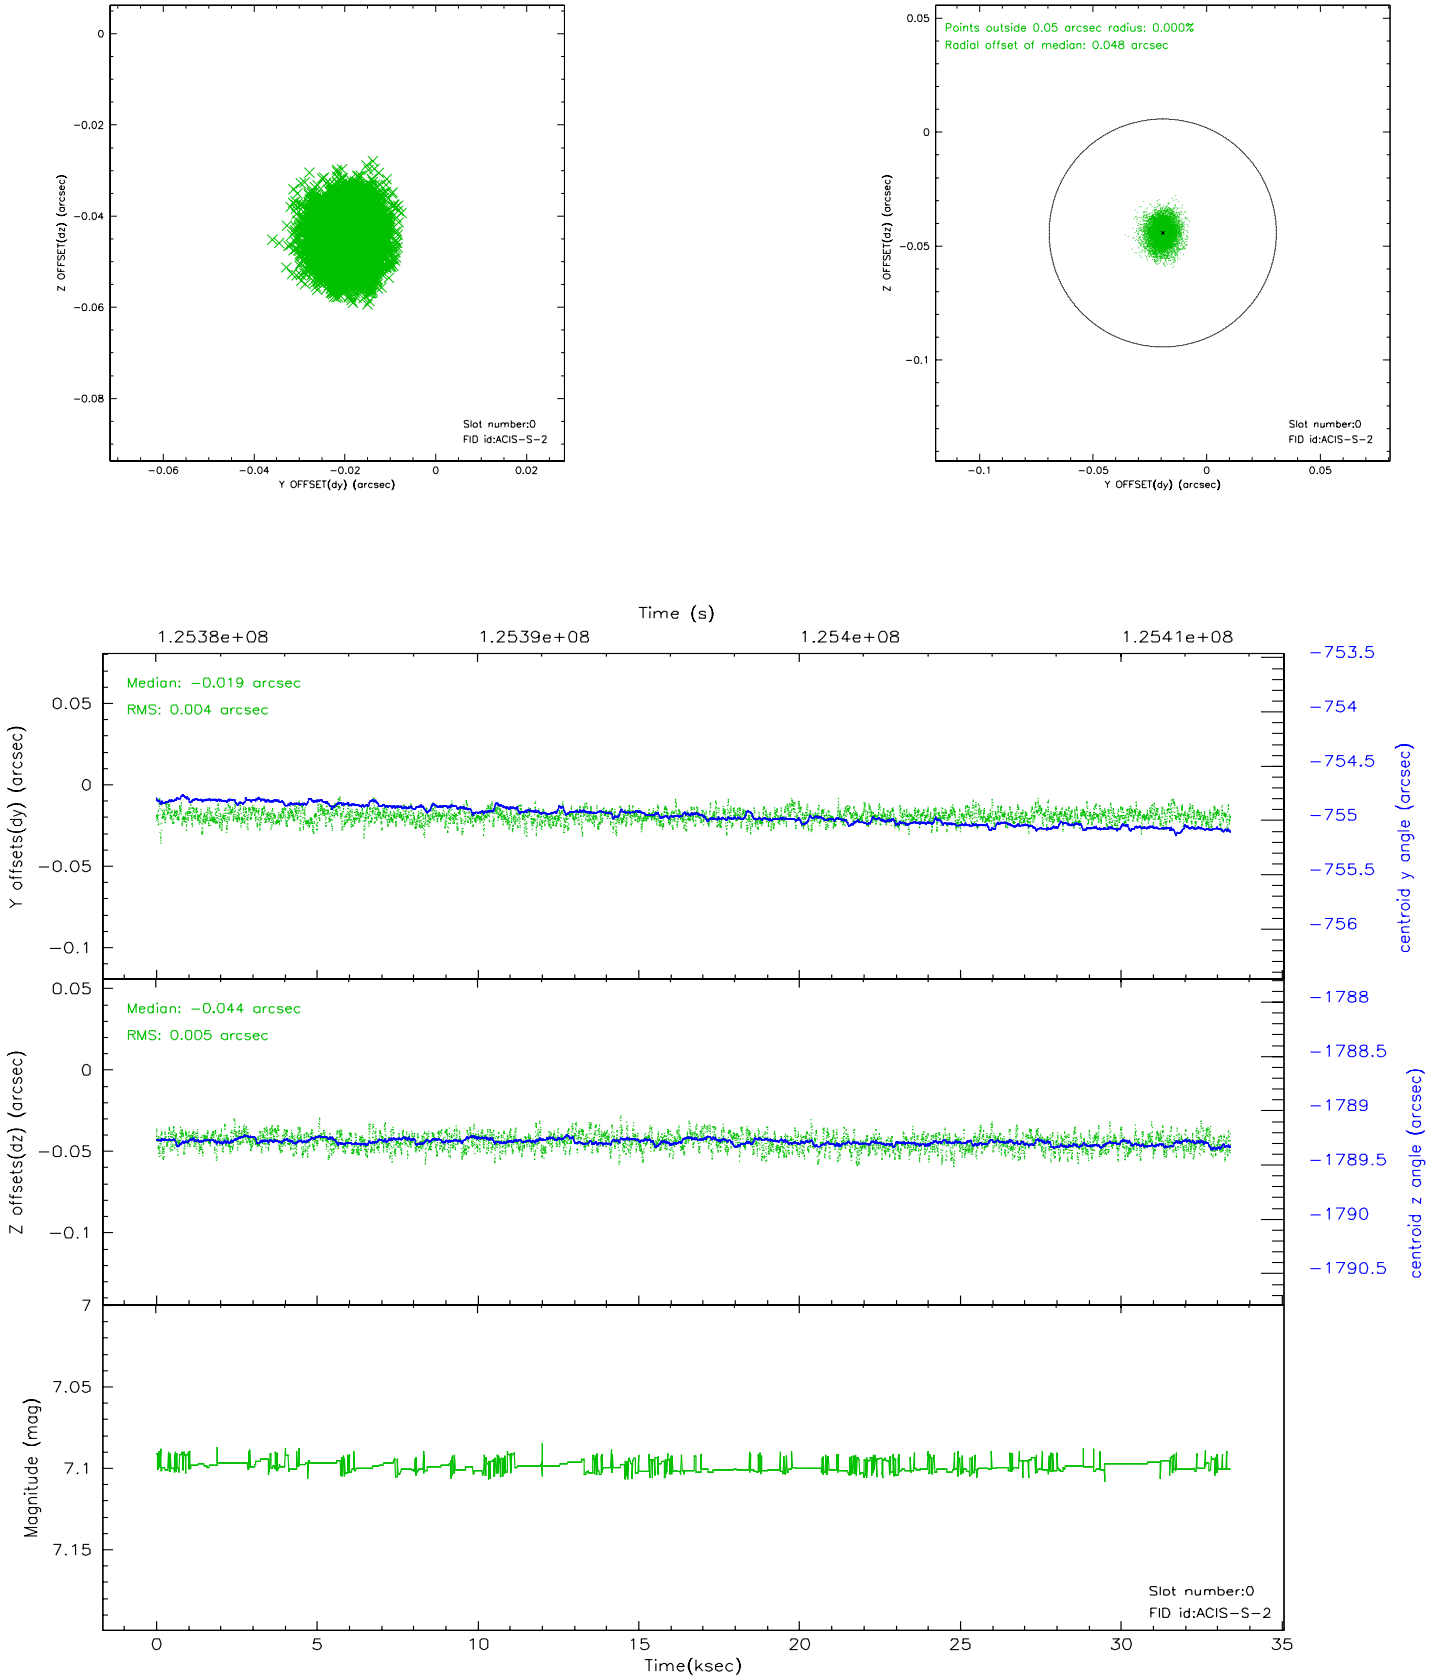 0
-0.02
-0.04
-0.06
-0.08
Z OFFSET(dz) (arcsec)
Slot number:0
FID id:ACIS-S-2
-0.06 -0.04 -0.02 0 0.02
Y OFFSET(dy) (arcsec)
0.05
0
-0.05
-0.1
Z OFFSET(dz) (arcsec)
Points outside 0.05 arcsec radius: 0.000%
Radial offset of median: 0.048 arcsec
Slot number:0
FID id:ACIS-S-2
-0.1 -0.05 0 0.05
Y OFFSET(dy) (arcsec)
Time (s)
1.2538e+08 1.2539e+08 1.254e+08 1.2541e+08
Median: -0.019 arcsec
RMS: 0.004 arcsec
0.05
0
-0.05
-0.1
Y offsets(dy) (arcsec)
-753.5
-754
-754.5
-755
-755.5
-756
centroid y angle (arcsec)
Median: -0.044 arcsec
RMS: 0.005 arcsec
0.05
0
-0.05
-0.1
Z offsets(dz) (arcsec)
-1788
-1788.5
-1789
-1789.5
-1790
-1790.5
centroid z angle (arcsec)
7
7.05
7.1
7.15
Magnitude (mag)
Slot number:0
FID id:ACIS-S-2
0 5 10 15 20 25 30 35
Time(ksec)